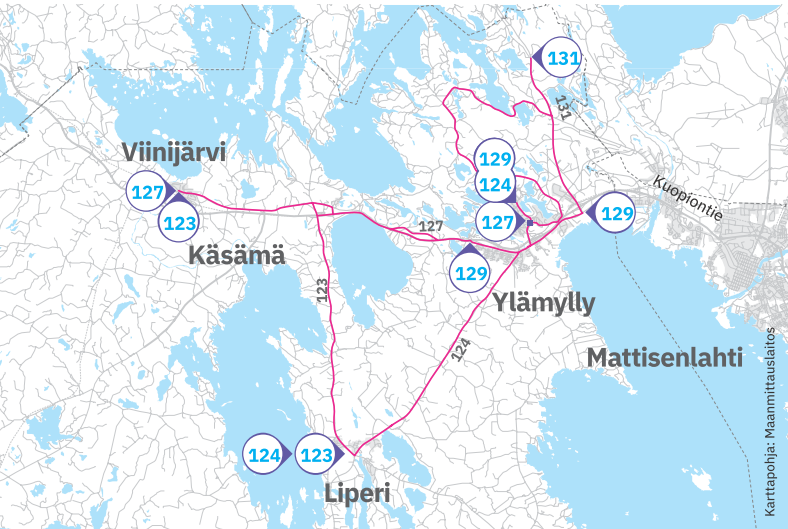 131
131
Viinijärvi
129
124
127
Kuopiontie
127
129
123
127
Käsämä
129
123
Ylämylly
124
Mattisenlahti
124
123
Liperi
Karttapohja: Maanmittauslaitos